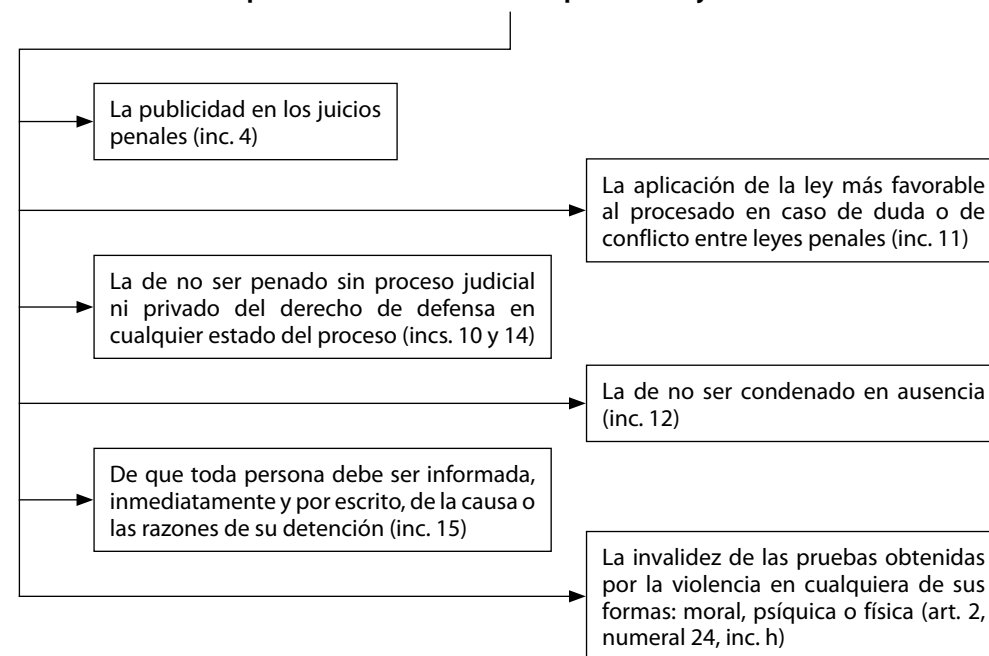 La publicidad en los juicios
penales (inc. 4)
La aplicación de la ley más favorable
al procesado en caso de duda o de
conflicto entre leyes penales (inc. 11)
La de no ser penado sin proceso judicial
ni privado del derecho de defensa en
cualquier estado del proceso (incs. 10 y 14)
La de no ser condenado en ausencia
(inc. 12)
De que toda persona debe ser informada,
inmediatamente y por escrito, de la causa o
las razones de su detención (inc. 15)
La invalidez de las pruebas obtenidas
por la violencia en cualquiera de sus
formas: moral, psíquica o física (art. 2,
numeral 24, inc. h)